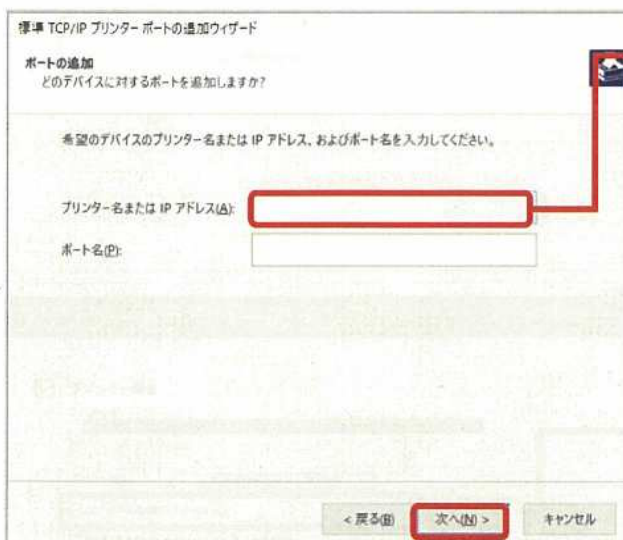 標準 TCP/IP プリンター ポートの追加ウィザード
ポートの追加
どのデバイスに対するポートを追加しますか?
希望のデバイスのプリンター名または IP アドレス、およびポート名を入力してください。
プリンター名または IP アドレス(A):
ポート名(P):
< 戻る(B) 次へ(N) > キャンセル